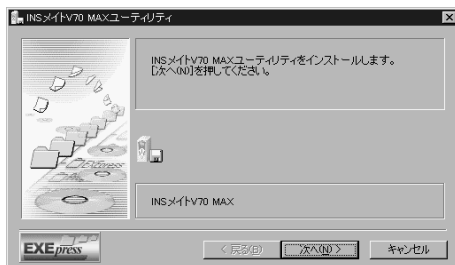 INSメイトV70 MAXユーティリティ
INSメイトV70 MAXユーティリティをインストールします。
[次へ(N)]を押してください。
INSメイトV70 MAX
EXEpress
< 戻る(B)
次へ(N) >
キャンセル